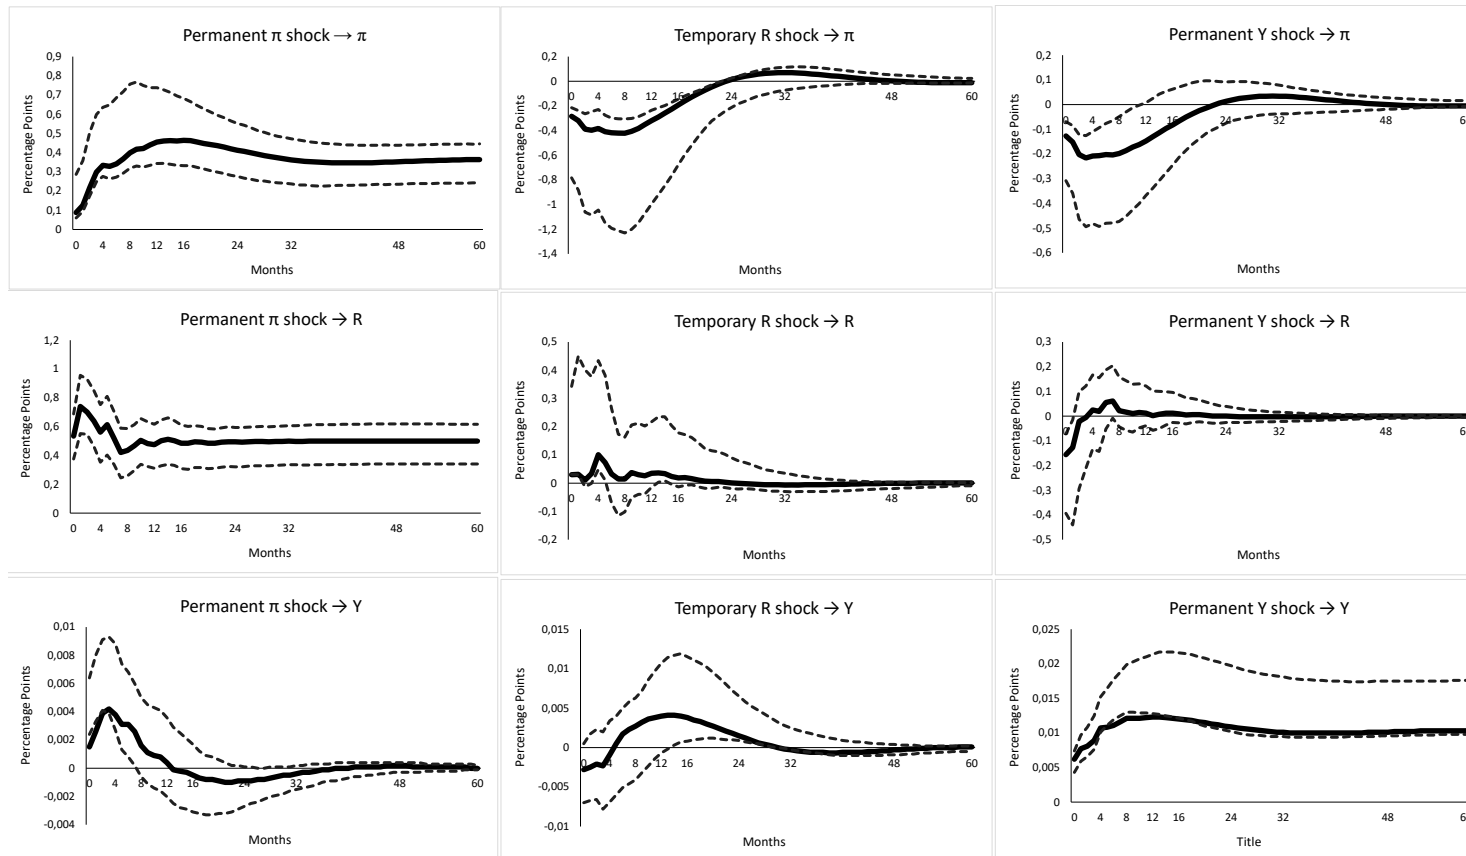 Permanent π shock → π
Percentage Points
0,9
0,8
0,7
0,6
0,5
0,4
0,3
0,2
0,1
0
0 4 8 12 16 24 32 48 60
Months
Temporary R shock → π
Percentage Points
0,2
0
-0,2
-0,4
-0,6
-0,8
-1
-1,2
-1,4
0 4 8 12 16 24 32 48 60
Months
Permanent Y shock → π
Percentage Points
0,2
0,1
0
-0,1
-0,2
-0,3
-0,4
-0,5
-0,6
0 4 8 12 16 24 32 48 6
Months
Permanent π shock → R
Percentage Points
1,2
1
0,8
0,6
0,4
0,2
0
0 4 8 12 16 24 32 48 60
Months
Temporary R shock → R
Percentage Points
0,5
0,4
0,3
0,2
0,1
0
-0,1
-0,2
0 4 8 12 16 24 32 48 60
Months
Permanent Y shock → R
Percentage Points
0,3
0,2
0,1
0
-0,1
-0,2
-0,3
-0,4
-0,5
0 4 8 12 16 24 32 48 6
Months
Permanent π shock → Y
Percentage Points
0,01
0,008
0,006
0,004
0,002
0
-0,002
-0,004
0 4 8 12 16 24 32 48 60
Months
Temporary R shock → Y
Percentage Points
0,015
0,01
0,005
0
-0,005
-0,01
0 4 8 12 16 24 32 48 60
Months
Permanent Y shock → Y
Percentage Points
0,025
0,02
0,015
0,01
0,005
0
0 4 8 12 16 24 32 48 6
Title